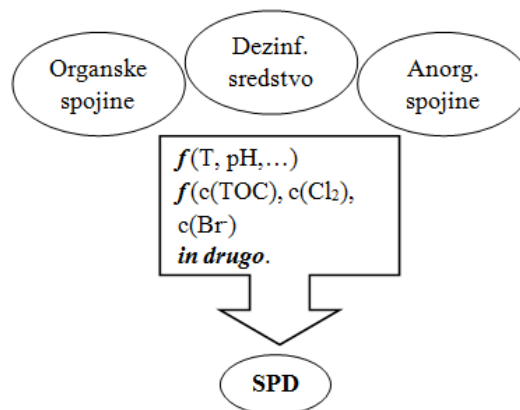 Organske
spojine
Dezinf.
sredstvo
Anorg.
spojine
f(T, pH,…)
f(c(TOC), c(Cl₂),
c(Br⁻)
in drugo.
SPD